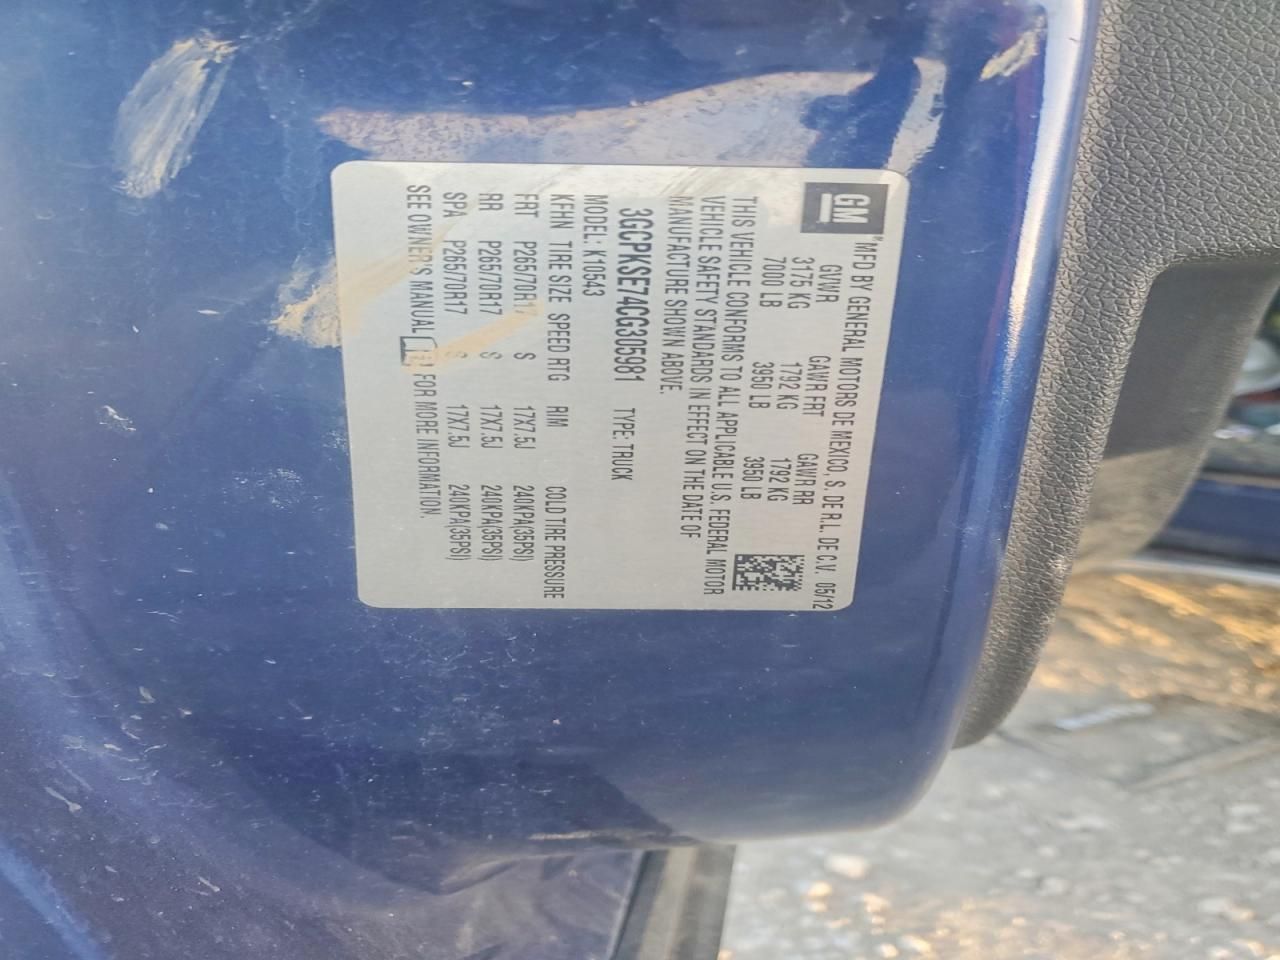 GM
®MFD BY GENERAL MOTORS DE MEXICO, S. DE R.L. DE C.V. 05/12
GVWR GAWR FRT GAWR RR
3175 KG 1792 KG 1792 KG
7000 LB 3950 LB 3950 LB
THIS VEHICLE CONFORMS TO ALL APPLICABLE U.S. FEDERAL MOTOR
VEHICLE SAFETY STANDARDS IN EFFECT ON THE DATE OF
MANUFACTURE SHOWN ABOVE.
3GCPKSE74CG305981 TYPE: TRUCK
MODEL: K10543
KFHN TIRE SIZE SPEED RTG RIM COLD TIRE PRESSURE
FRT P265/70R17 S 17X7.5J 240KPA(35PSI)
RR P265/70R17 S 17X7.5J 240KPA(35PSI)
SPA P265/70R17 S 17X7.5J 240KPA(35PSI)
SEE OWNER'S MANUAL FOR MORE INFORMATION.